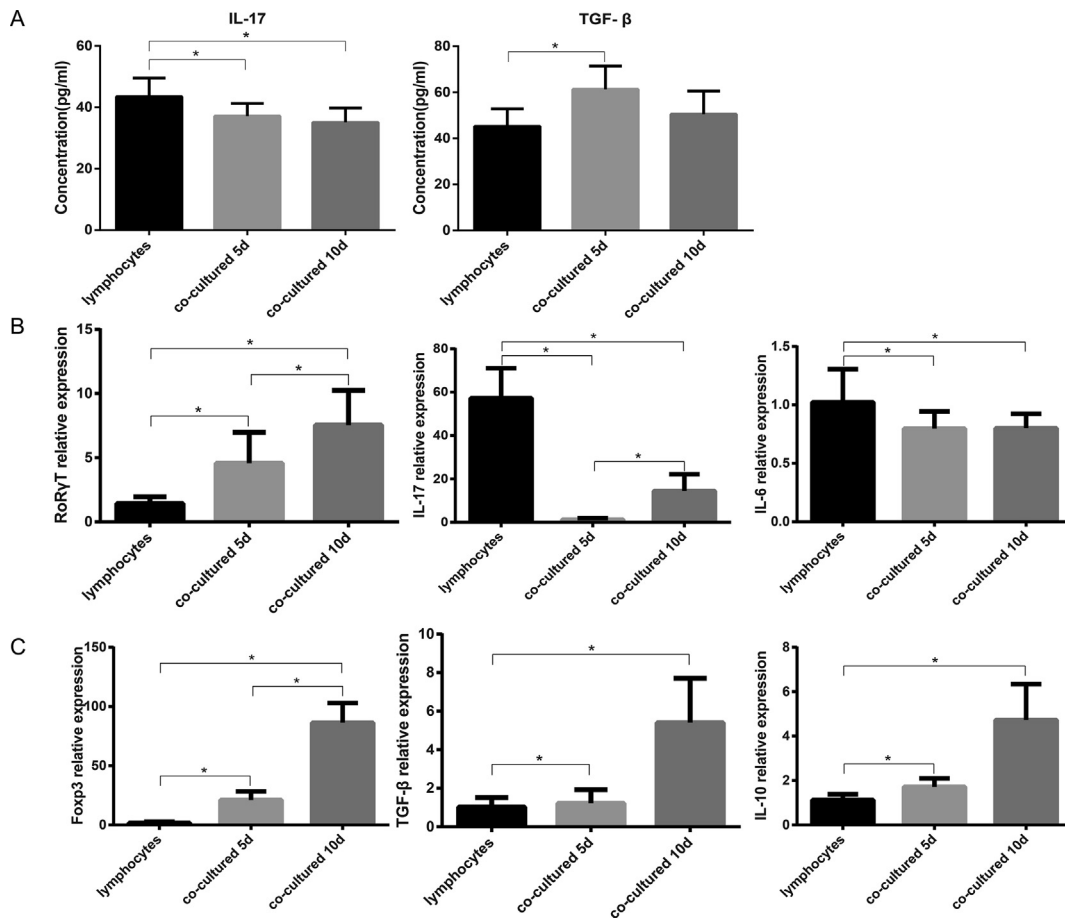 A
IL-17
TGF- β
Concentration(pg/ml)
60
40
20
0
*
*
lymphocytes
co-cultured 5d
co-cultured 10d
Concentration(pg/ml)
80
60
40
20
0
*
lymphocytes
co-cultured 5d
co-cultured 10d
B
RoRγT relative expression
15
10
5
0
*
*
*
lymphocytes
co-cultured 5d
co-cultured 10d
IL-17 relative expression
80
60
40
20
0
*
*
*
lymphocytes
co-cultured 5d
co-cultured 10d
IL-6 relative expression
1.5
1.0
0.5
0.0
*
*
lymphocytes
co-cultured 5d
co-cultured 10d
C
Foxp3 relative expression
150
100
50
0
*
*
*
lymphocytes
co-cultured 5d
co-cultured 10d
TGF-β relative expression
10
8
6
4
2
0
*
*
lymphocytes
co-cultured 5d
co-cultured 10d
IL-10 relative expression
8
6
4
2
0
*
*
lymphocytes
co-cultured 5d
co-cultured 10d